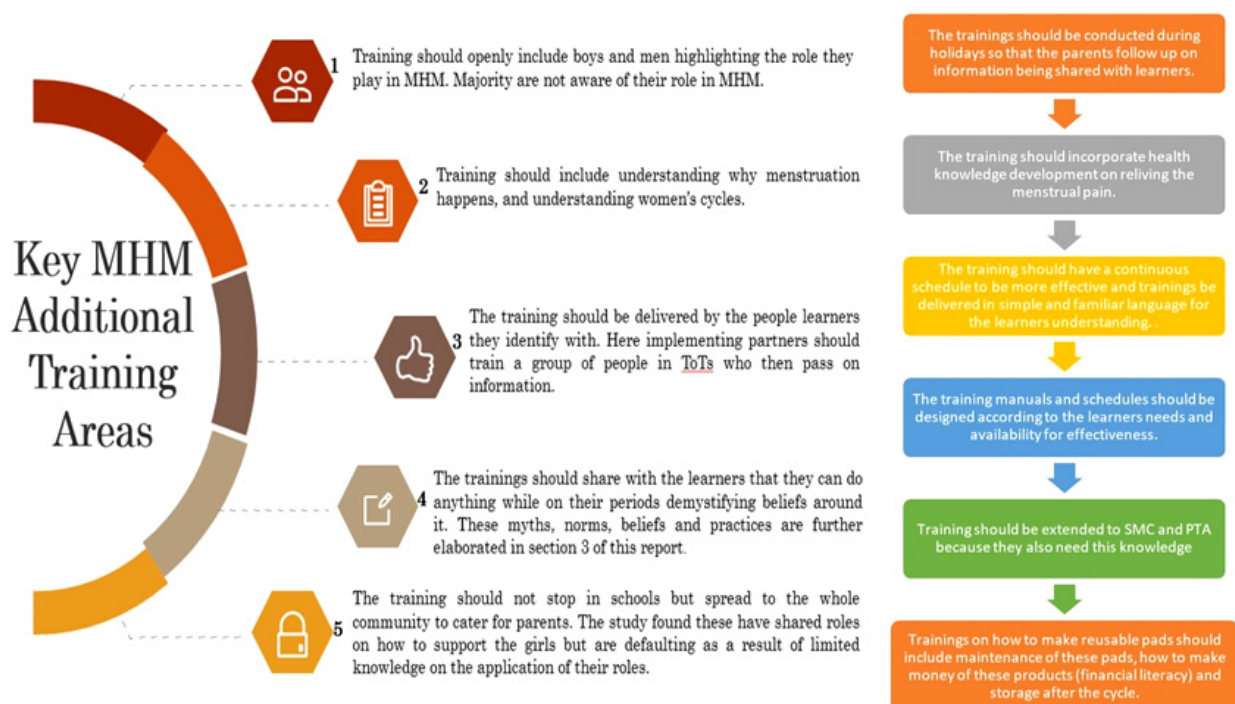 Key MHM
Additional
Training
Areas
1
Training should openly include boys and men highlighting the role they
play in MHM. Majority are not aware of their role in MHM.
2
Training should include understanding why menstruation
happens, and understanding women's cycles.
3
The training should be delivered by the people learners
they identify with. Here implementing partners should
train a group of people in ToTs who then pass on
information.
4
The trainings should share with the learners that they can do
anything while on their periods demystifying beliefs around
it. These myths, norms, beliefs and practices are further
elaborated in section 3 of this report.
5
The training should not stop in schools but spread to the whole
community to cater for parents. The study found these have shared roles
on how to support the girls but are defaulting as a result of limited
knowledge on the application of their roles.
The trainings should be conducted during
holidays so that the parents follow up on
information being shared with learners.
The training should incorporate health
knowledge development on reliving the
menstrual pain.
The training should have a continuous
schedule to be more effective and trainings be
delivered in simple and familiar language for
the learners understanding. .
The training manuals and schedules should be
designed according to the learners needs and
availability for effectiveness.
Training should be extended to SMC and PTA
because they also need this knowledge
Trainings on how to make reusable pads should
include maintenance of these pads, how to make
money of these products (financial literacy) and
storage after the cycle.